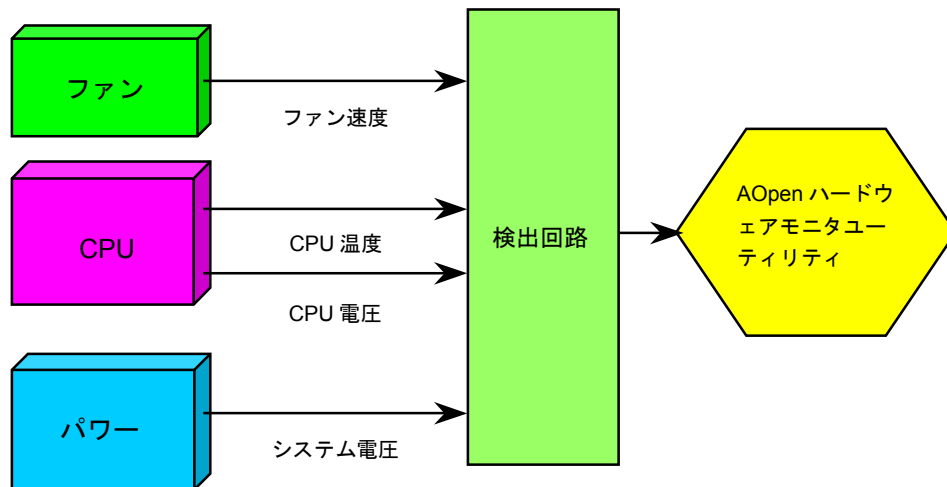 ファン
ファン速度
CPU
CPU 温度
CPU 電圧
パワー
システム電圧
検出回路
AOpen ハードウ
ェアモニタユー
ティリティ